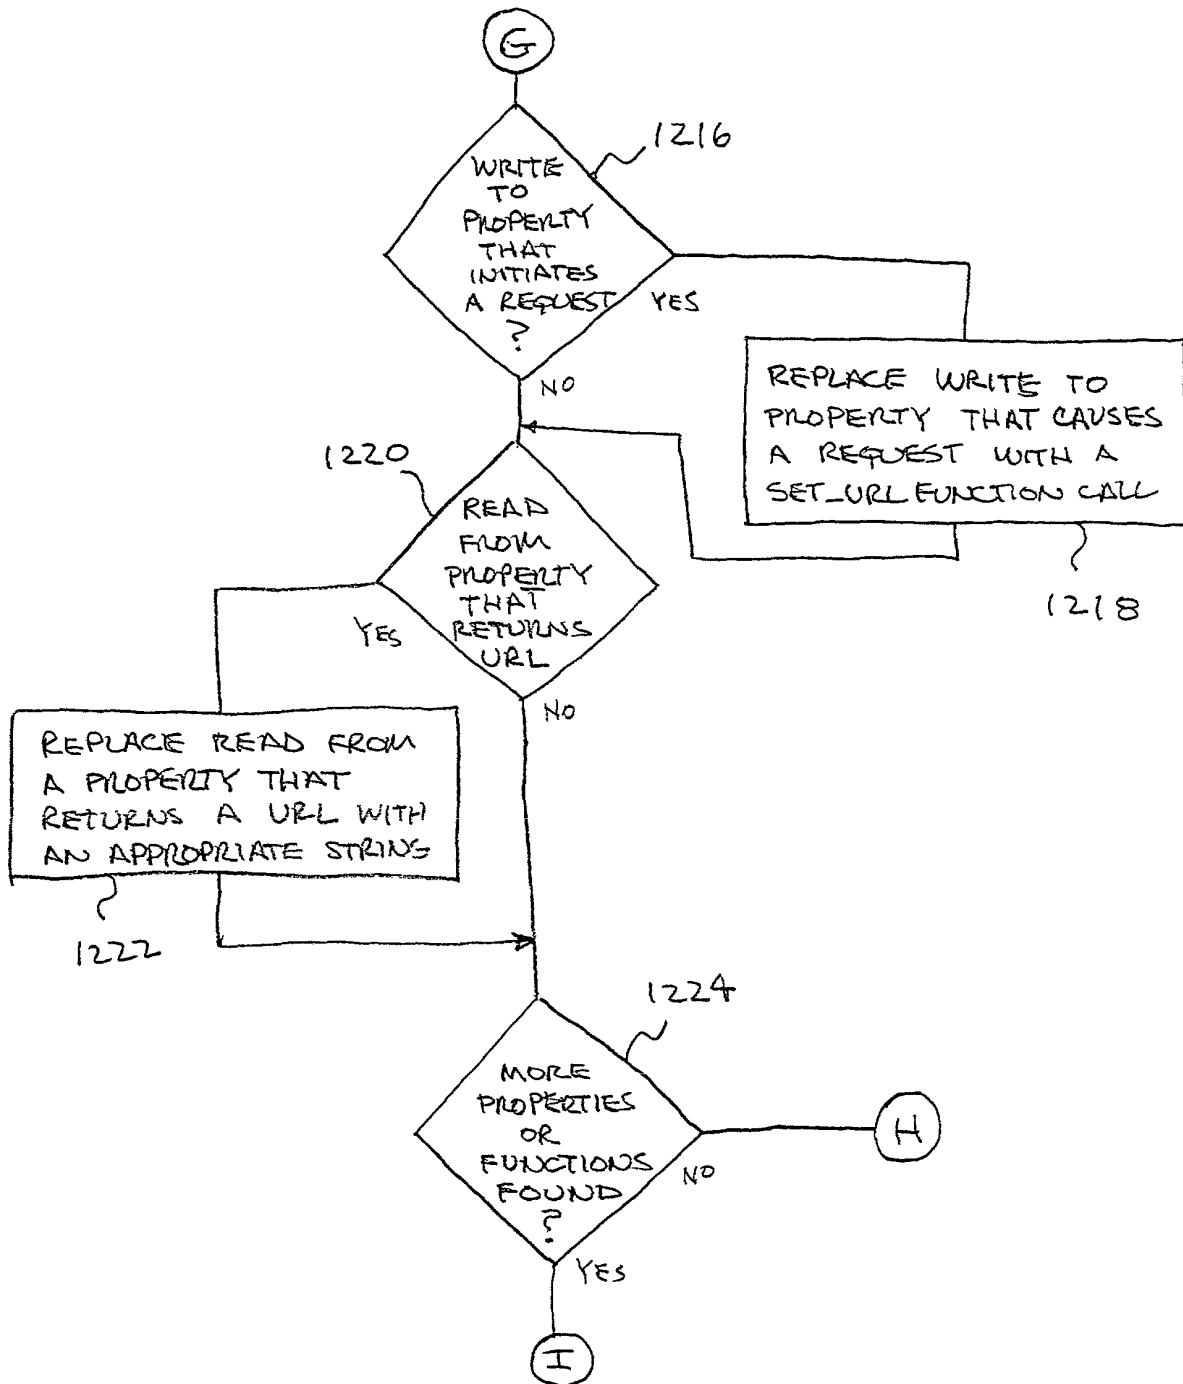 G
1216
WRITE
TO
PROPERTY
THAT
INITIATES
A REQUEST
?
YES
NO
REPLACE WRITE TO
PROPERTY THAT CAUSES
A REQUEST WITH A
SET_URL FUNCTION CALL
1218
1220
READ
FROM
PROPERTY
THAT
RETURNS
URL
YES
NO
REPLACE READ FROM
A PROPERTY THAT
RETURNS A URL WITH
AN APPROPRIATE STRING
1222
1224
MORE
PROPERTIES
OR
FUNCTIONS
FOUND
?
NO
H
YES
I